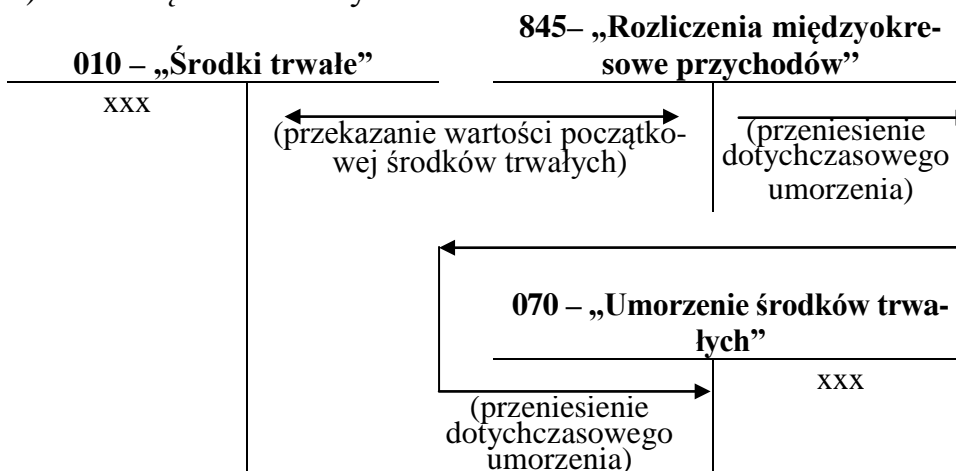 845– „Rozliczenia międzyokre-
sowe przychodów”
010 – „Środki trwałe”
xxx
(przekazanie wartości początko-
wej środków trwałych)
(przeniesienie
dotychczasowego
umorzenia)
070 – „Umorzenie środków trwa-
łych”
xxx
(przeniesienie
dotychczasowego
umorzenia)